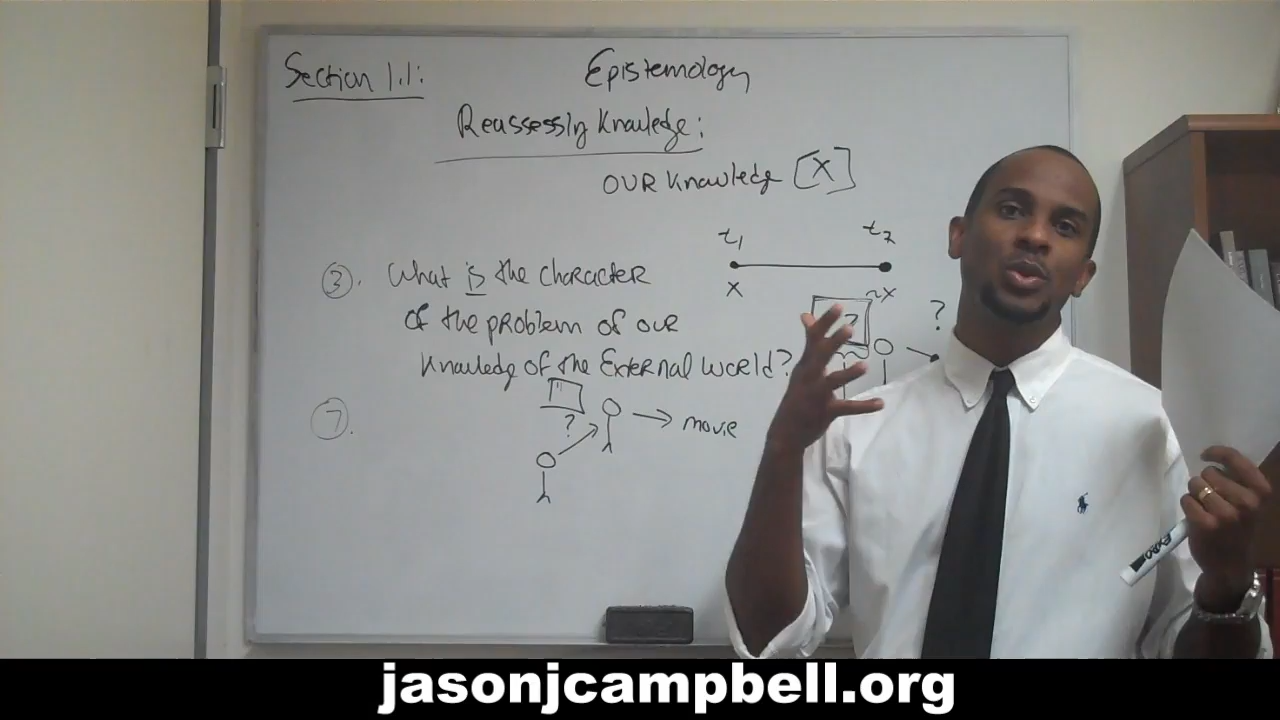 Section 1.1: Epistemology
Reassessing Knowledge:
OUR Knowledge [X]
t1 t2
X ~X
③. What is the character
of the problem of our
Knowledge of the External World?
?
?
?
→ movie
⑦.
EXPO
jasonjcampbell.org